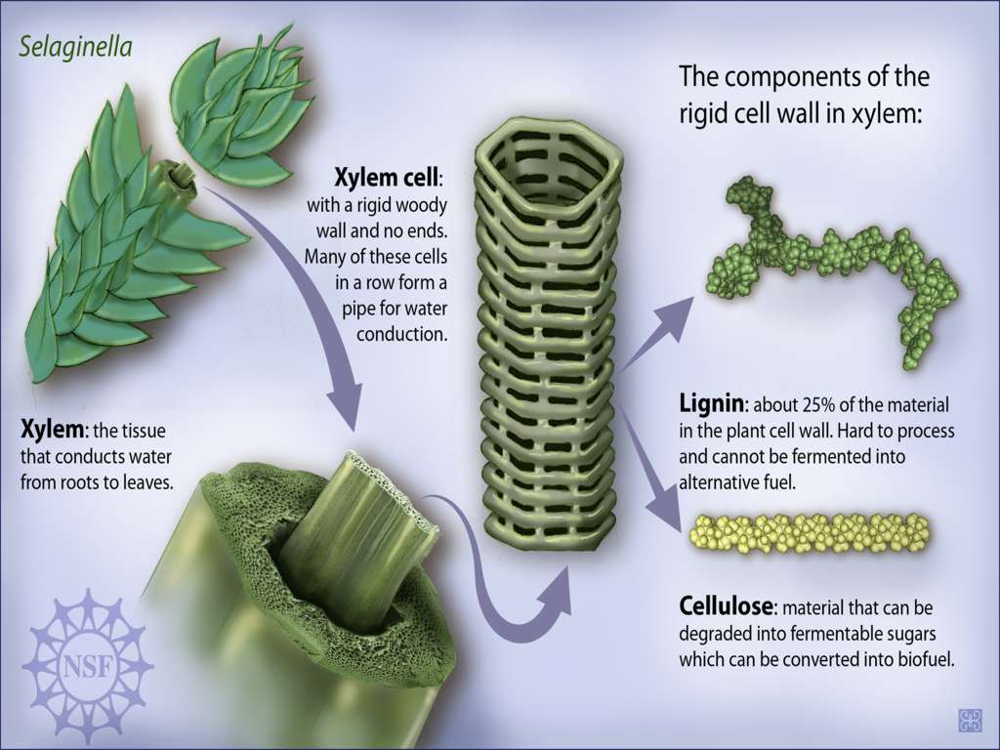 Selaginella
The components of the
rigid cell wall in xylem:
Xylem cell:
with a rigid woody
wall and no ends.
Many of these cells
in a row form a
pipe for water
conduction.
Xylem: the tissue
that conducts water
from roots to leaves.
Lignin: about 25% of the material
in the plant cell wall. Hard to process
and cannot be fermented into
alternative fuel.
Cellulose: material that can be
degraded into fermentable sugars
which can be converted into biofuel.
NSF